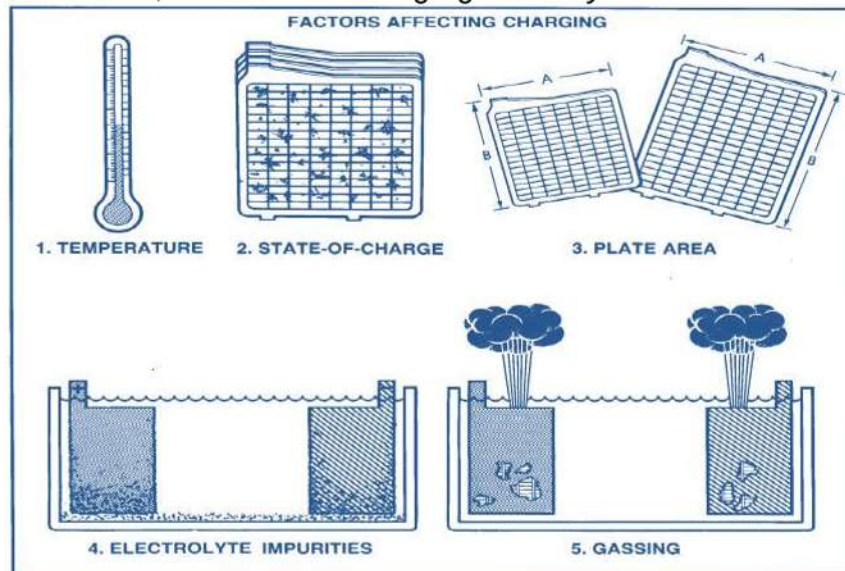 FACTORS AFFECTING CHARGING
A
A
B
B
1. TEMPERATURE
2. STATE-OF-CHARGE
3. PLATE AREA
+
−
4. ELECTROLYTE IMPURITIES
5. GASSING